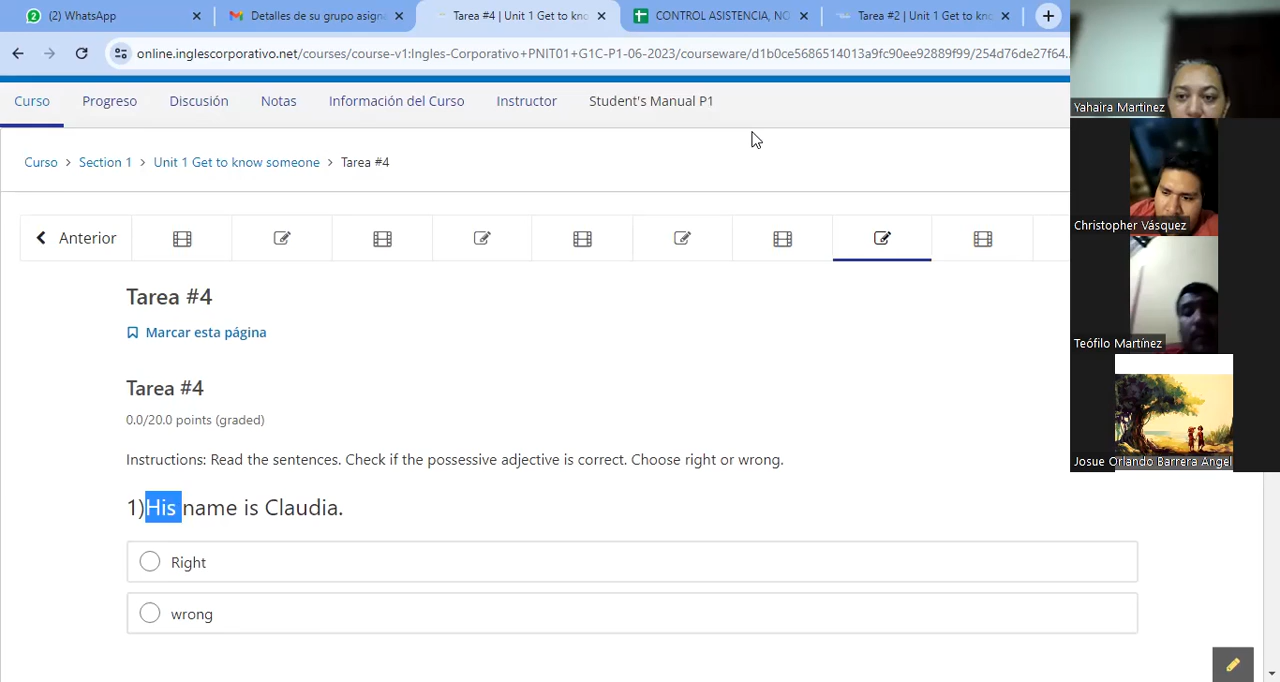 2 (2) WhatsApp
Detalles de su grupo asigna
Tarea #4 | Unit 1 Get to kno
CONTROL ASISTENCIA, NO
Tarea #2 | Unit 1 Get to kno
online.inglescorporativo.net/courses/course-v1:Ingles-Corporativo+PNIT01+G1C-P1-06-2023/courseware/d1b0ce5686514013a9fc90ee92889f99/254d76de27f64.
Curso
Progreso
Discusión
Notas
Información del Curso
Instructor
Student's Manual P1
Curso > Section 1 > Unit 1 Get to know someone > Tarea #4
Anterior
Tarea #4
Marcar esta página
Tarea #4
0.0/20.0 points (graded)
Instructions: Read the sentences. Check if the possessive adjective is correct. Choose right or wrong.
1)His name is Claudia.
Right
wrong
Yahaira Martinez
Christopher Vásquez
Teófilo Martínez
Josue Orlando Barrera Angel